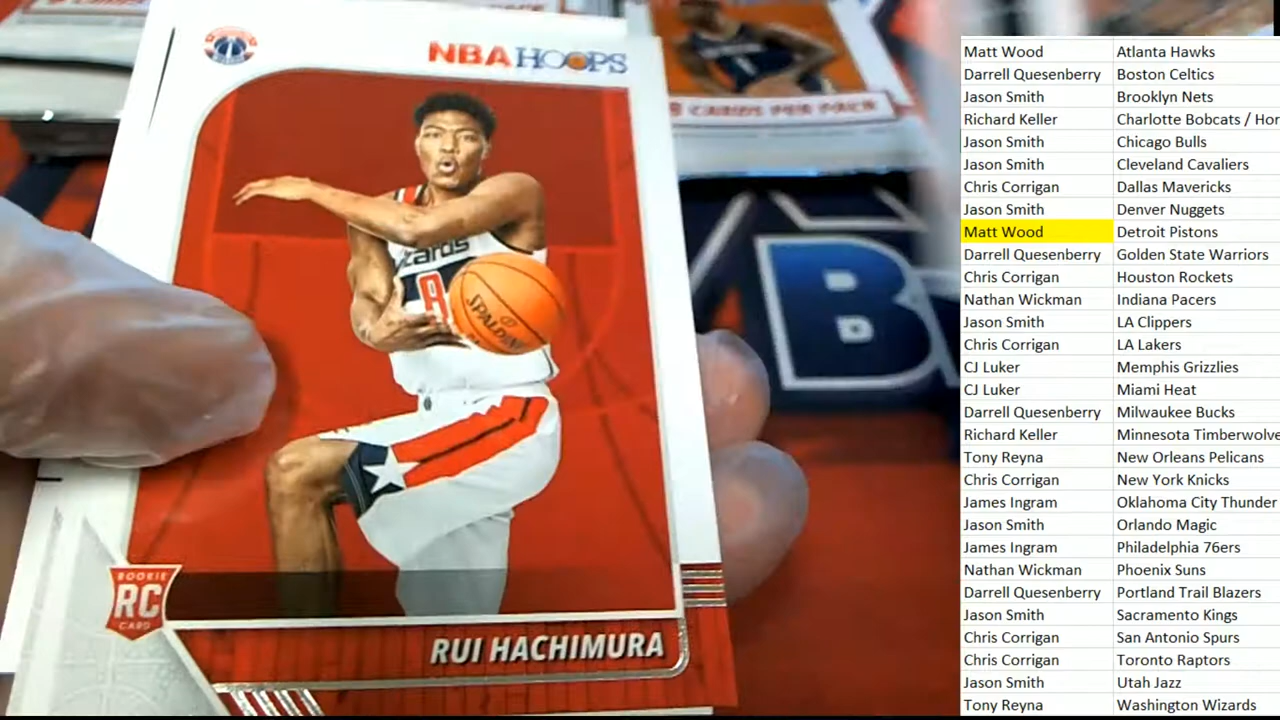 NBA HOOPS
CARDS PER PACK
zards
SPALDING
ROOKIE
RC
CARD
RUI HACHIMURA
B
Matt Wood Atlanta Hawks
Darrell Quesenberry Boston Celtics
Jason Smith Brooklyn Nets
Richard Keller Charlotte Bobcats / Hor
Jason Smith Chicago Bulls
Jason Smith Cleveland Cavaliers
Chris Corrigan Dallas Mavericks
Jason Smith Denver Nuggets
Matt Wood Detroit Pistons
Darrell Quesenberry Golden State Warriors
Chris Corrigan Houston Rockets
Nathan Wickman Indiana Pacers
Jason Smith LA Clippers
Chris Corrigan LA Lakers
CJ Luker Memphis Grizzlies
CJ Luker Miami Heat
Darrell Quesenberry Milwaukee Bucks
Richard Keller Minnesota Timberwolve
Tony Reyna New Orleans Pelicans
Chris Corrigan New York Knicks
James Ingram Oklahoma City Thunder
Jason Smith Orlando Magic
James Ingram Philadelphia 76ers
Nathan Wickman Phoenix Suns
Darrell Quesenberry Portland Trail Blazers
Jason Smith Sacramento Kings
Chris Corrigan San Antonio Spurs
Chris Corrigan Toronto Raptors
Jason Smith Utah Jazz
Tony Reyna Washington Wizards